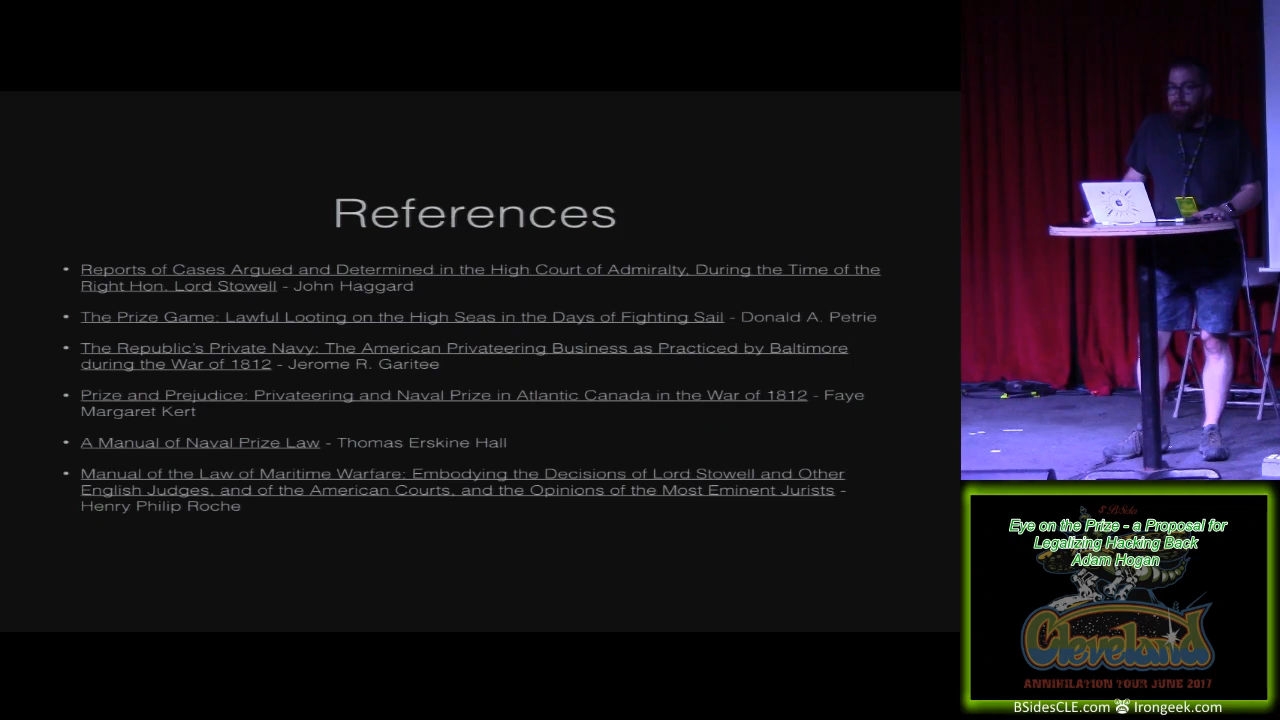 References
• Reports of Cases Argued and Determined in the High Court of Admiralty, During the Time of the
Right Hon. Lord Stowell - John Haggard
• The Prize Game: Lawful Looting on the High Seas in the Days of Fighting Sail - Donald A. Petrie
• The Republic's Private Navy: The American Privateering Business as Practiced by Baltimore
during the War of 1812 - Jerome R. Garitee
• Prize and Prejudice: Privateering and Naval Prize in Atlantic Canada in the War of 1812 - Faye
Margaret Kert
• A Manual of Naval Prize Law - Thomas Erskine Hall
• Manual of the Law of Maritime Warfare: Embodying the Decisions of Lord Stowell and Other
English Judges, and of the American Courts, and the Opinions of the Most Eminent Jurists -
Henry Philip Roche
Eye on the Prize - a Proposal for
Legalizing Hacking Back
Adam Hogan
Cleveland
ANNIHILATION TOUR JUNE 2017
BSidesCLE.com Irongeek.com